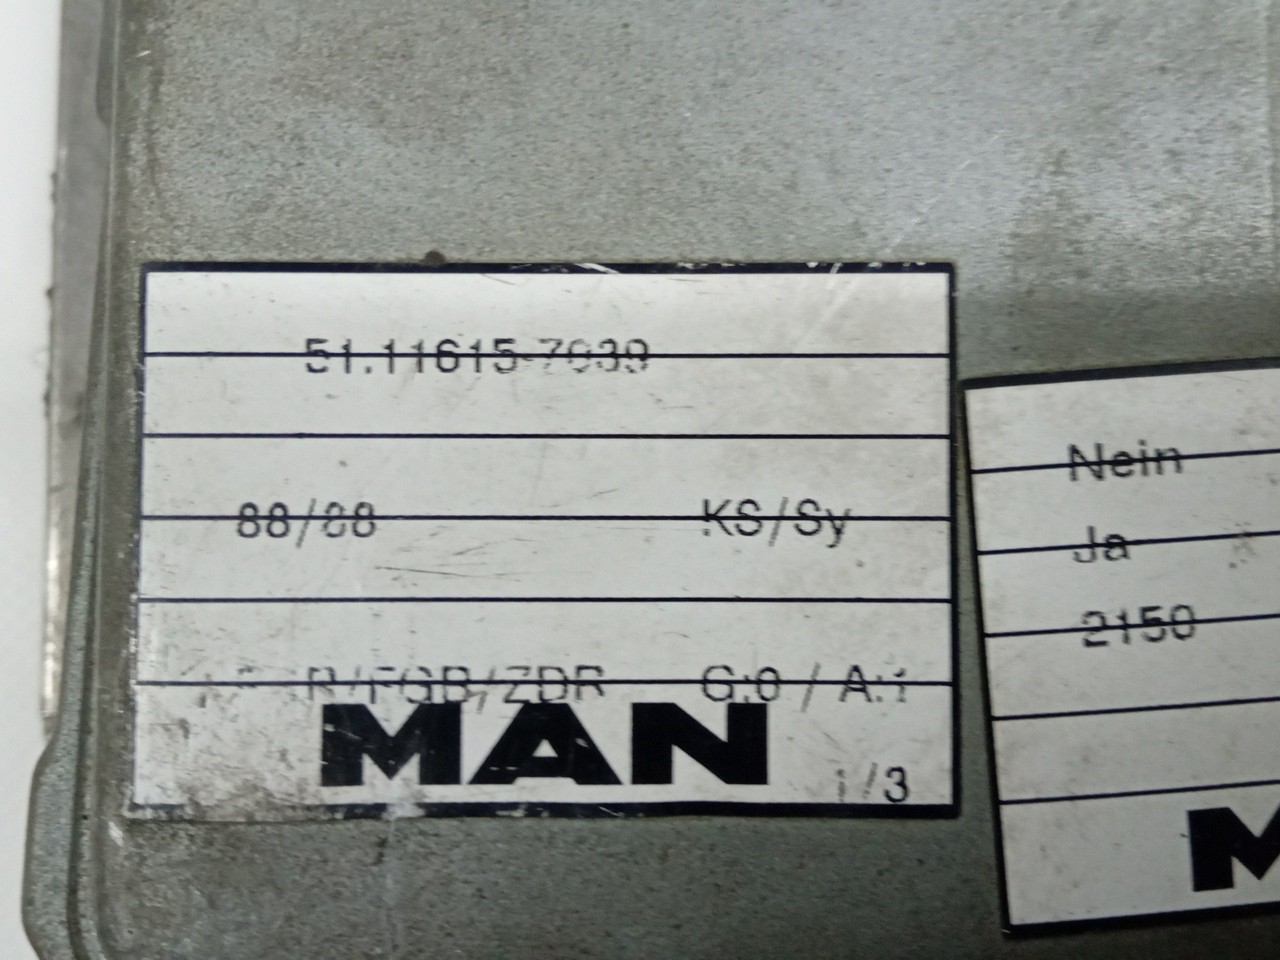 51.11615-7039
88/88 KS/Sy
R/FGB/ZDR G:0 / A:1
MAN
1/3
Nein
Ja
2150
M